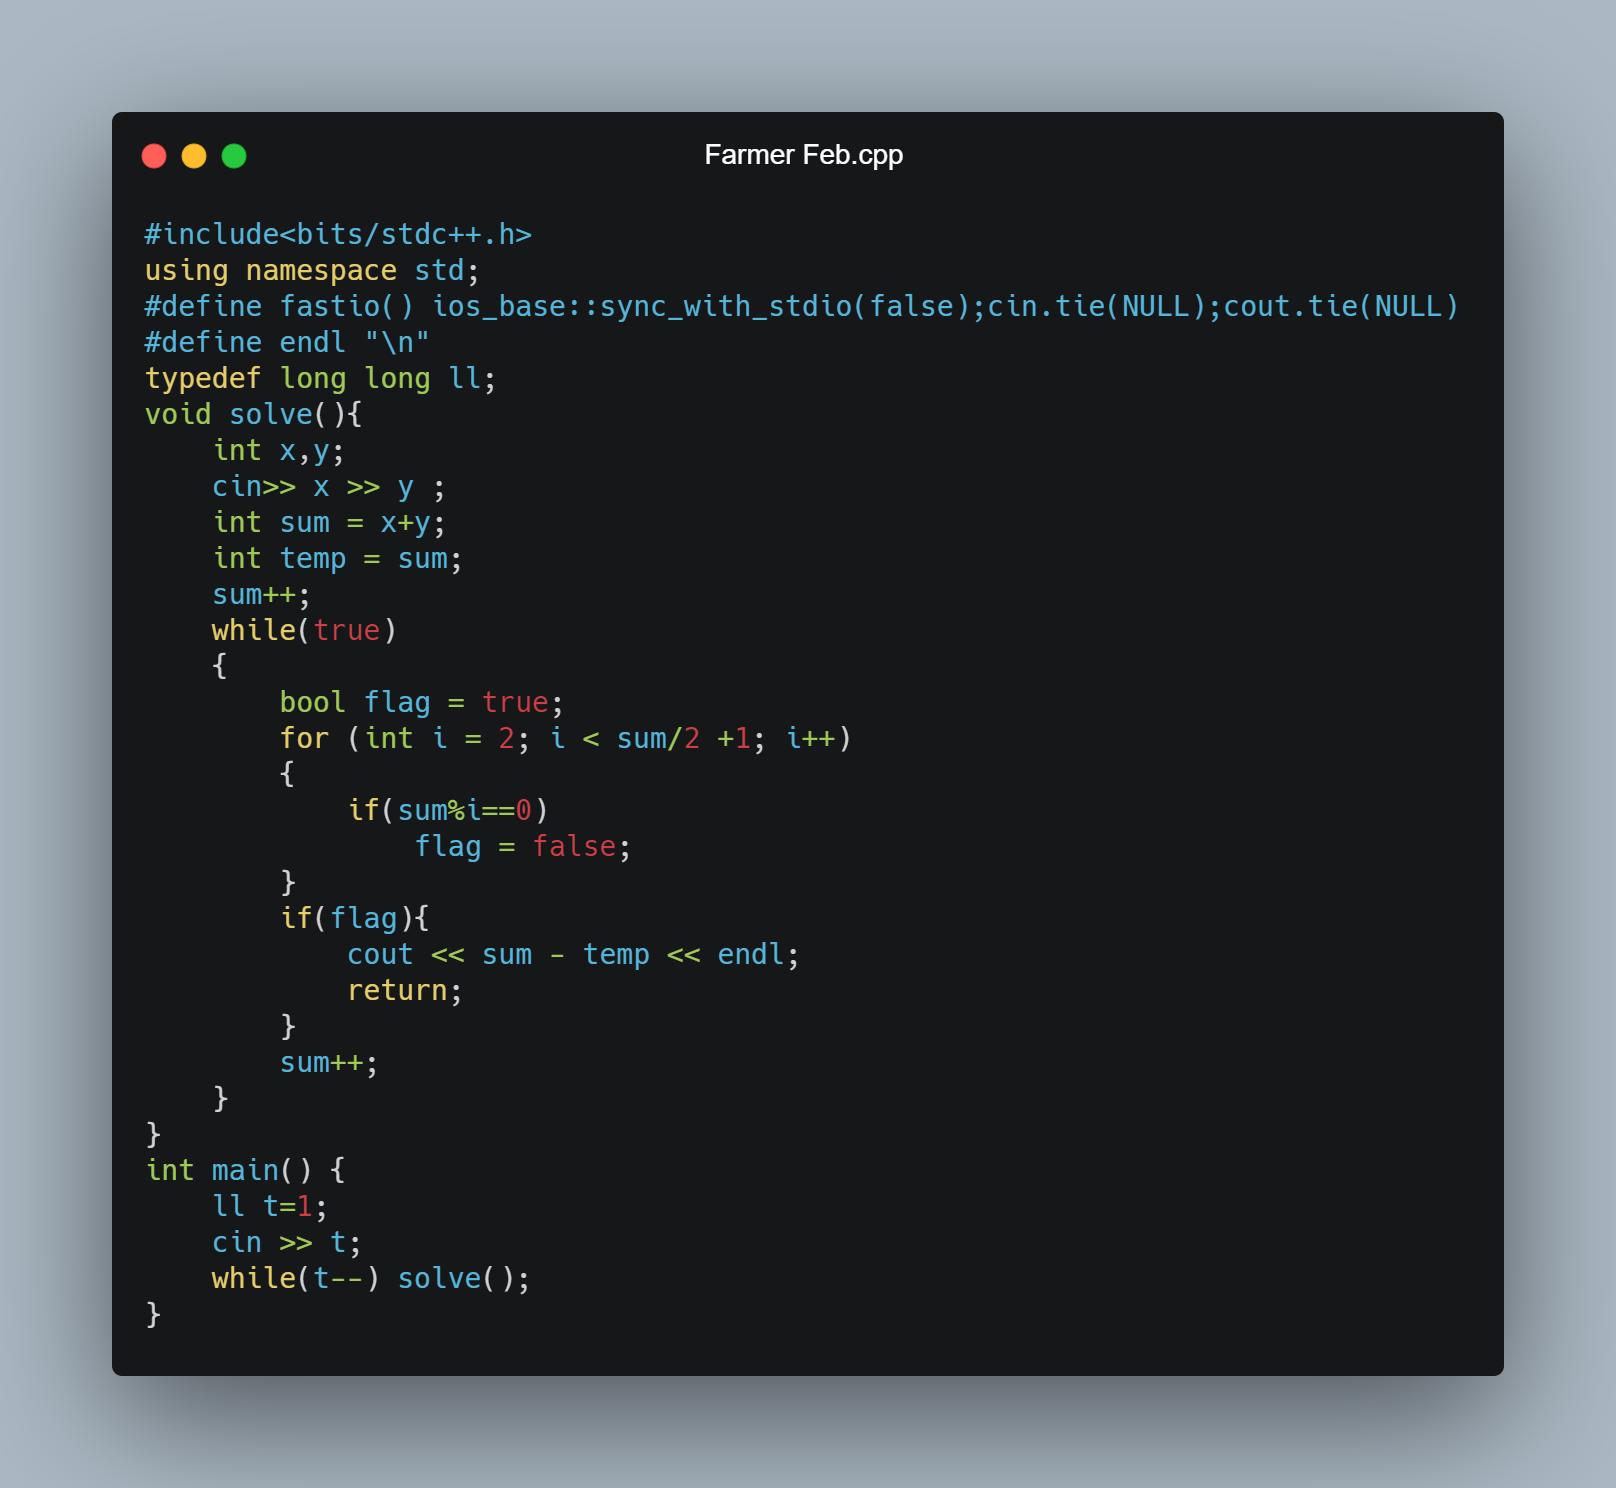 Farmer Feb.cpp
#include<bits/stdc++.h>
using namespace std;
#define fastio() ios_base::sync_with_stdio(false);cin.tie(NULL);cout.tie(NULL)
#define endl "\n"
typedef long long ll;
void solve(){
    int x,y;
    cin>> x >> y ;
    int sum = x+y;
    int temp = sum;
    sum++;
    while(true)
    {
        bool flag = true;
        for (int i = 2; i < sum/2 +1; i++)
        {
            if(sum%i==0)
                flag = false;
        }
        if(flag){
            cout << sum - temp << endl;
            return;
        }
        sum++;
    }
}
int main() {
    ll t=1;
    cin >> t;
    while(t--) solve();
}